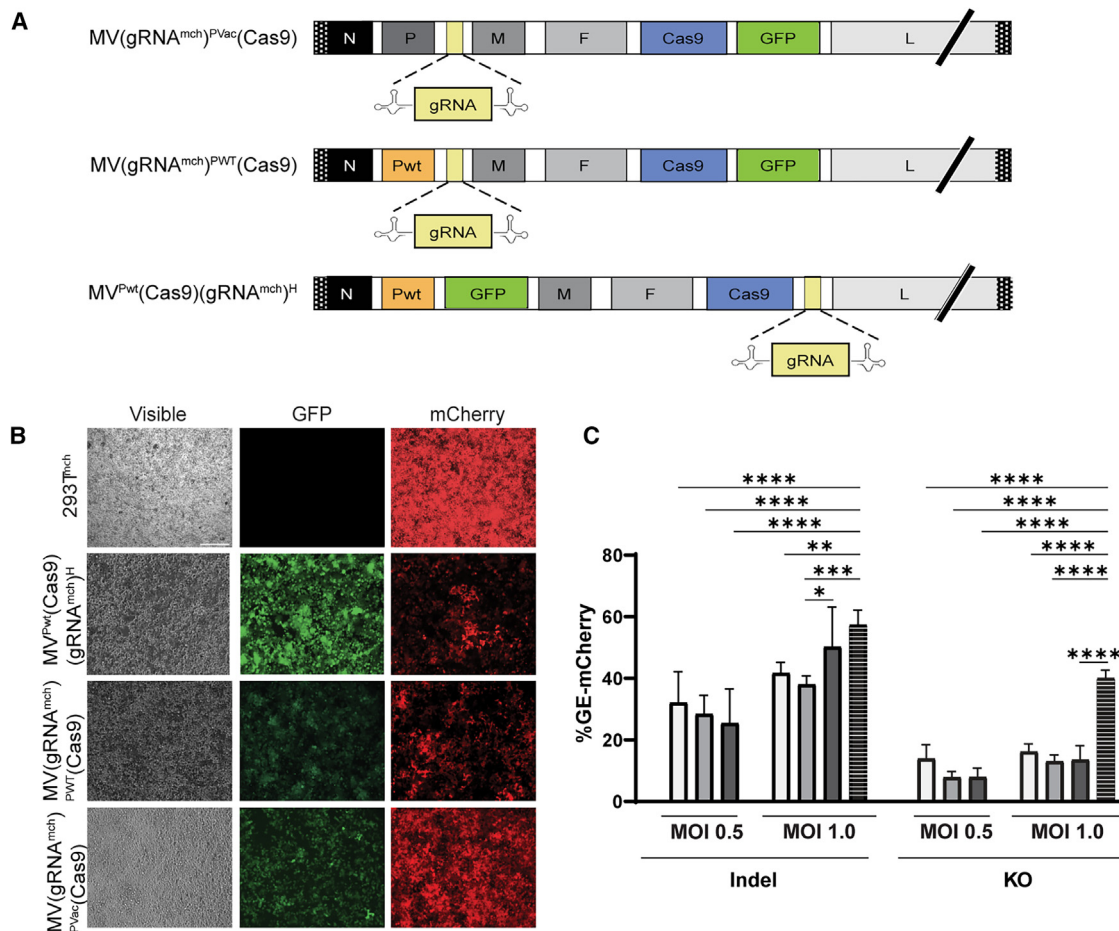 A
MV(gRNAᵐᶜʰ)ᴾⱽᵃᶜ(Cas9)
N P M F Cas9 GFP L
gRNA
MV(gRNAᵐᶜʰ)ᴾᵂᵀ(Cas9)
N Pwt M F Cas9 GFP L
gRNA
MVᴾʷᵗ(Cas9)(gRNAᵐᶜʰ)ᴴ
N Pwt GFP M F Cas9 L
gRNA
B
Visible GFP mCherry
293Tᵐᶜʰ
MVᴾʷᵗ(Cas9)
(gRNAᵐᶜʰ)ᴴ
MV(gRNAᵐᶜʰ)
PWT(Cas9)
MV(gRNAᵐᶜʰ)
PVac(Cas9)
C
****
****
****
**
***
*
****
****
****
****
****
****
%GE-mCherry
80
60
40
20
0
MOI 0.5 MOI 1.0 MOI 0.5 MOI 1.0
Indel KO